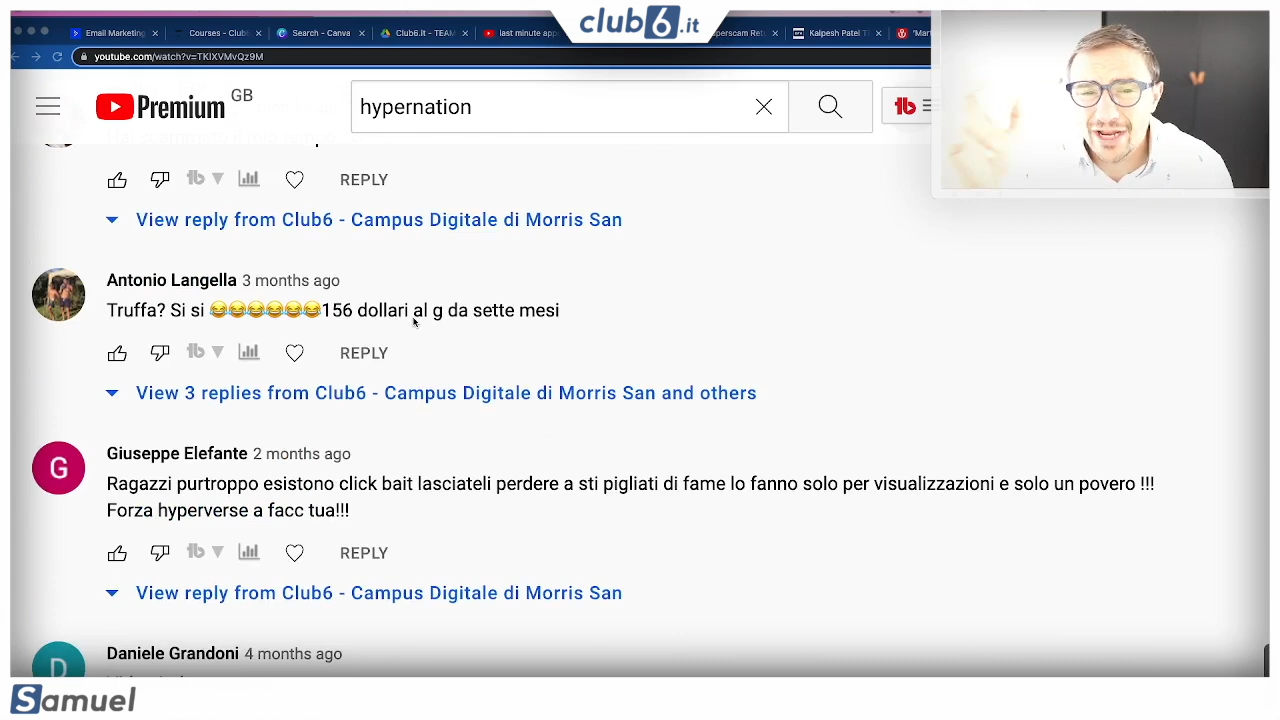 club6.it
Email Marketing
Courses - Club
Search - Canva
Club6.It - TEAM
last minute app
perscam Ret
Kalpesh Patel T
youtube.com/watch?v=TKIXVMvQz9M
Premium GB
hypernation
REPLY
View reply from Club6 - Campus Digitale di Morris San
Antonio Langella 3 months ago
Truffa? Si si 😂😂😂😂😂😂156 dollari al g da sette mesi
REPLY
View 3 replies from Club6 - Campus Digitale di Morris San and others
G
Giuseppe Elefante 2 months ago
Ragazzi purtroppo esistono click bait lasciateli perdere a sti pigliati di fame lo fanno solo per visualizzazioni e solo un povero !!!
Forza hyperverse a facc tua!!!
REPLY
View reply from Club6 - Campus Digitale di Morris San
D
Daniele Grandoni 4 months ago
Samuel